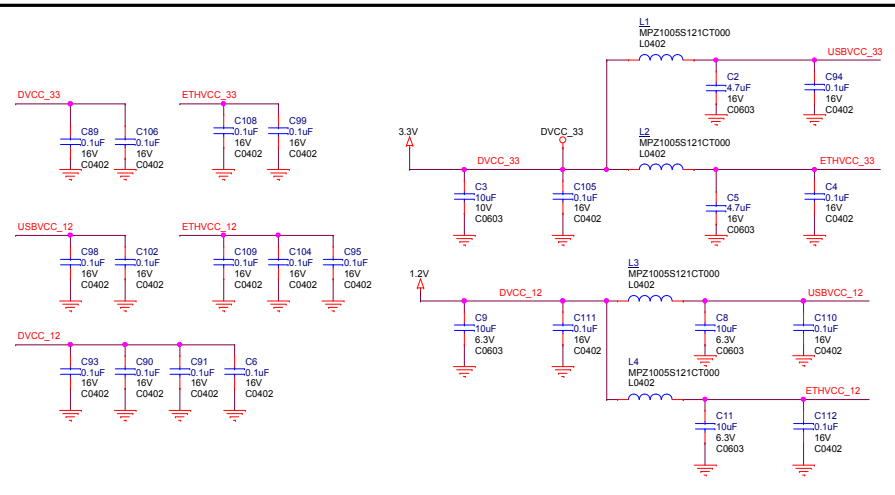 DVCC_33
C89
0.1uF
16V
C0402
C106
0.1uF
16V
C0402
ETHVCC_33
C108
0.1uF
16V
C0402
C99
0.1uF
16V
C0402
USBVCC_12
C98
0.1uF
16V
C0402
C102
0.1uF
16V
C0402
ETHVCC_12
C109
0.1uF
16V
C0402
C104
0.1uF
16V
C0402
C95
0.1uF
16V
C0402
DVCC_12
C93
0.1uF
16V
C0402
C90
0.1uF
16V
C0402
C91
0.1uF
16V
C0402
C6
0.1uF
16V
C0402
L1
MPZ1005S121CT000
L0402
USBVCC_33
C2
4.7uF
16V
C0603
C94
0.1uF
16V
C0402
3.3V
DVCC_33
DVCC_33
L2
MPZ1005S121CT000
L0402
ETHVCC_33
C3
10uF
10V
C0603
C105
0.1uF
16V
C0402
C5
4.7uF
16V
C0603
C4
0.1uF
16V
C0402
1.2V
DVCC_12
L3
MPZ1005S121CT000
L0402
USBVCC_12
C9
10uF
6.3V
C0603
C111
0.1uF
16V
C0402
C8
10uF
6.3V
C0603
C110
0.1uF
16V
C0402
L4
MPZ1005S121CT000
L0402
ETHVCC_12
C11
10uF
6.3V
C0603
C112
0.1uF
16V
C0402